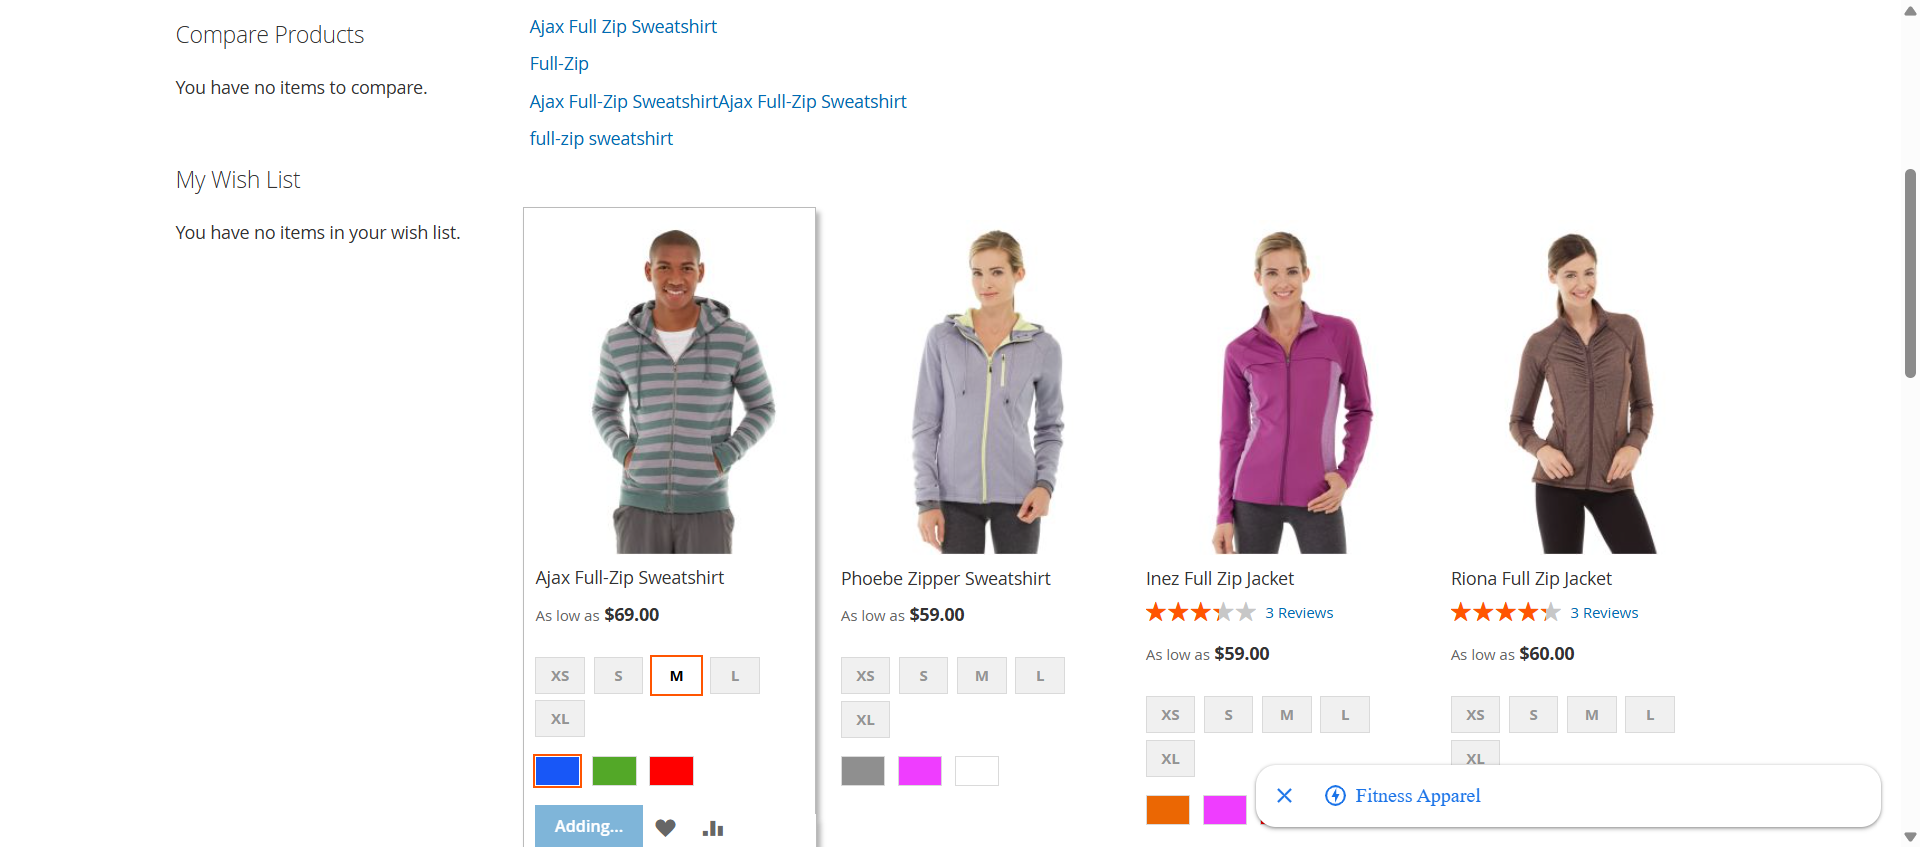 Compare Products
You have no items to compare.
My Wish List
You have no items in your wish list.
Ajax Full Zip Sweatshirt
Full-Zip
Ajax Full-Zip SweatshirtAjax Full-Zip Sweatshirt
full-zip sweatshirt
Ajax Full-Zip Sweatshirt
As low as $69.00
XS S M L
XL
Adding...
Phoebe Zipper Sweatshirt
As low as $59.00
XS S M L
XL
Inez Full Zip Jacket
3 Reviews
As low as $59.00
XS S M L
XL
Riona Full Zip Jacket
3 Reviews
As low as $60.00
XS S M L
XL
Fitness Apparel